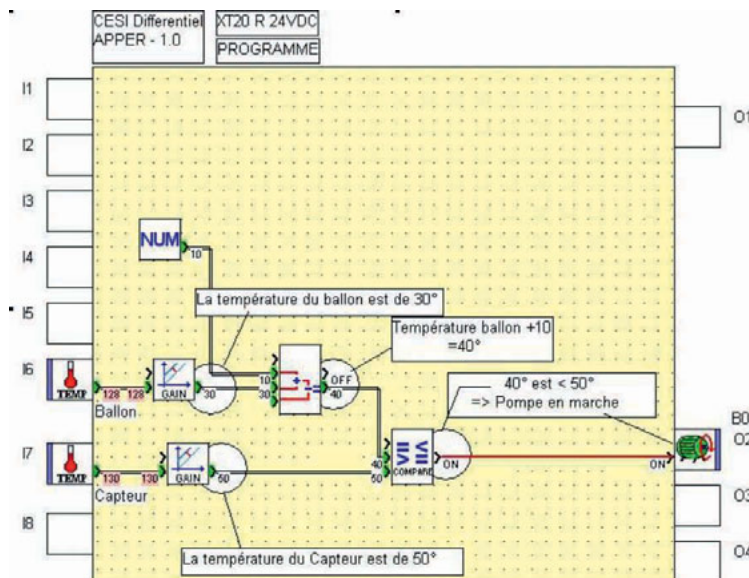 CESI Differentiel
APPER - 1.0
XT20 R 24VDC
PROGRAMME
I1
I2
I3
I4
I5
I6
I7
I8
O1
B0
O2
O3
O4
NUM
10
La température du ballon est de 30°
Température ballon +10
=40°
TEMP
128 128
Ballon
GAIN
30
10
30
OFF
40
40° est < 50°
=> Pompe en marche
TEMP
130 130
Capteur
GAIN
50
40
50
COMPARE
ON
ON
La température du Capteur est de 50°